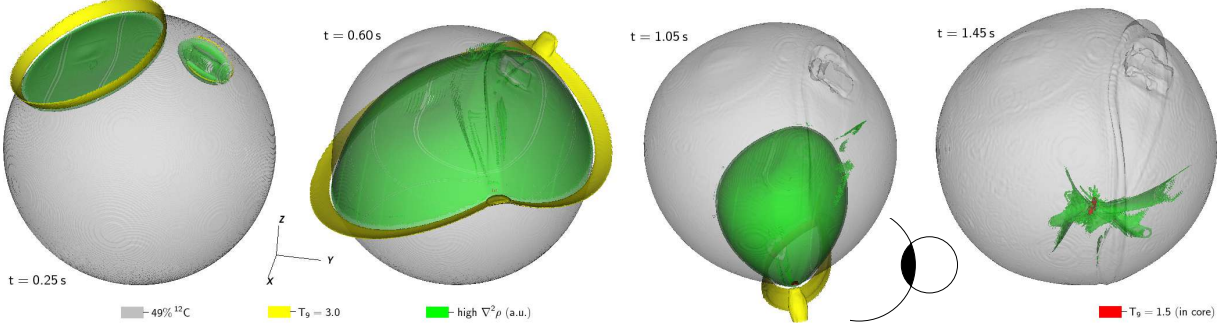 t = 0.25 s
t = 0.60 s
t = 1.05 s
t = 1.45 s
Z
Y
X
49% ¹²C
T₉ = 3.0
high ∇²ρ (a.u.)
T₉ = 1.5 (in core)